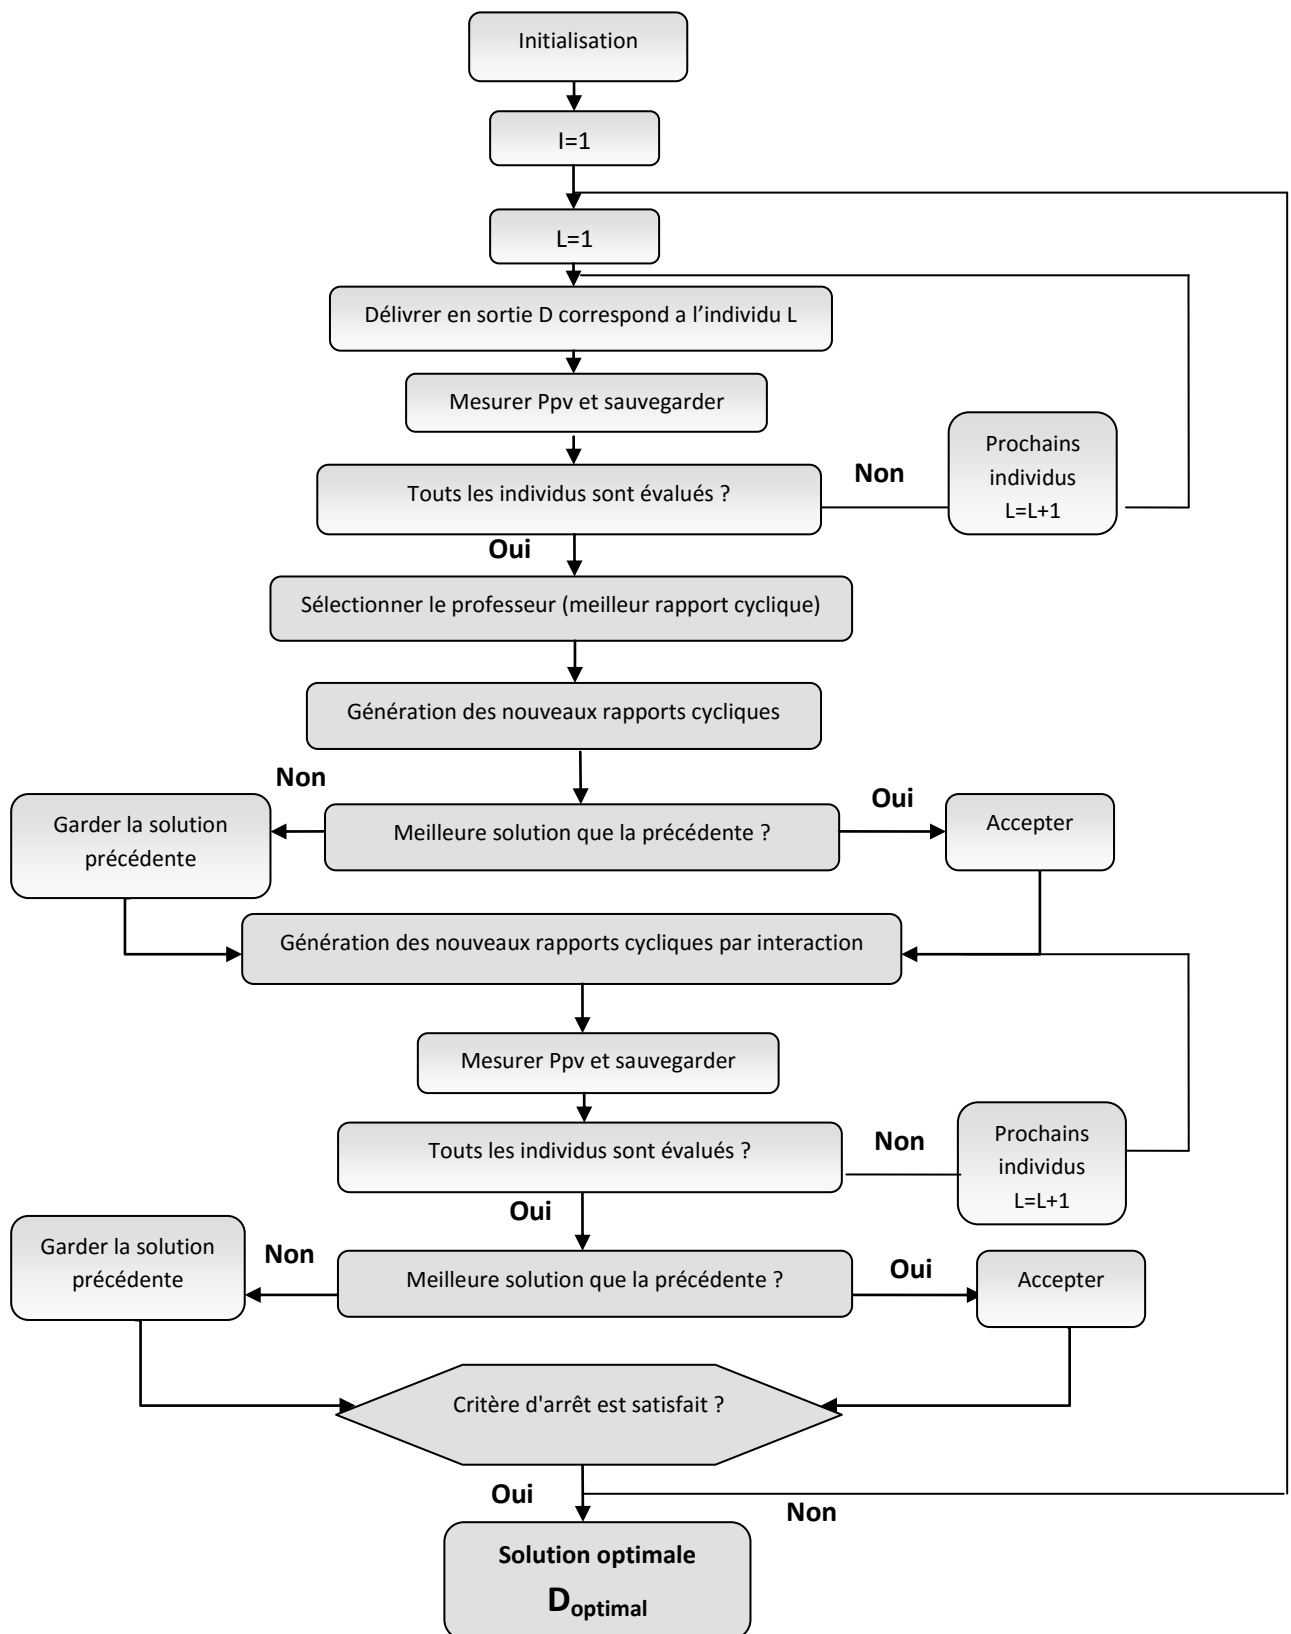 Initialisation
I=1
L=1
Délivrer en sortie D correspond a l’individu L
Mesurer Ppv et sauvegarder
Touts les individus sont évalués ?
Non
Prochains
individus
L=L+1
Oui
Sélectionner le professeur (meilleur rapport cyclique)
Génération des nouveaux rapports cycliques
Non
Oui
Garder la solution
précédente
Meilleure solution que la précédente ?
Accepter
Génération des nouveaux rapports cycliques par interaction
Mesurer Ppv et sauvegarder
Touts les individus sont évalués ?
Non
Prochains
individus
L=L+1
Oui
Garder la solution
précédente
Non
Meilleure solution que la précédente ?
Oui
Accepter
Critère d'arrêt est satisfait ?
Oui
Non
Solution optimale
Doptimal